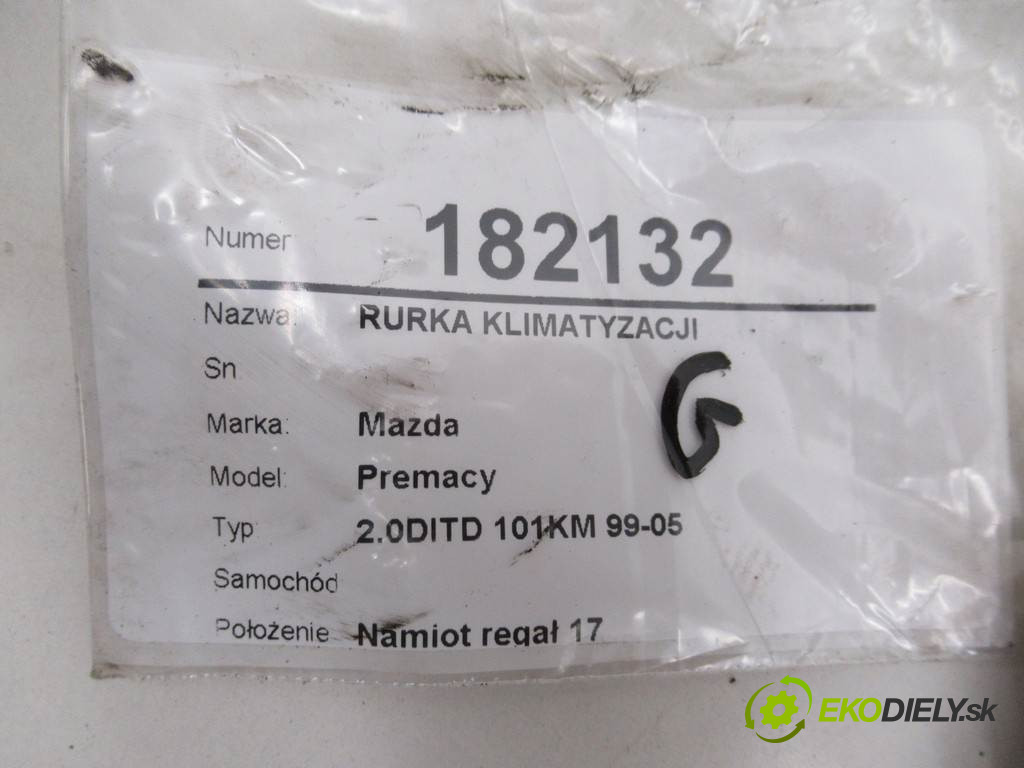 Numer 182132
Nazwa: RURKA KLIMATYZACJI
Sn
Marka: Mazda
Model: Premacy
Typ 2.0DITD 101KM 99-05
Samochód
Położenie Namiot regał 17
G
EKODIELY.sk